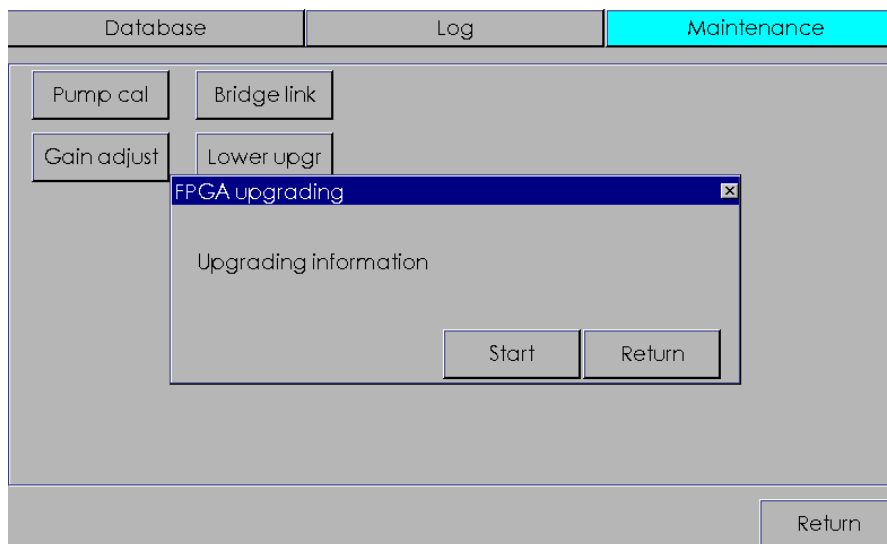 Database Log Maintenance
Pump cal Bridge link
Gain adjust Lower upgr
FPGA upgrading
Upgrading information
Start Return
Return